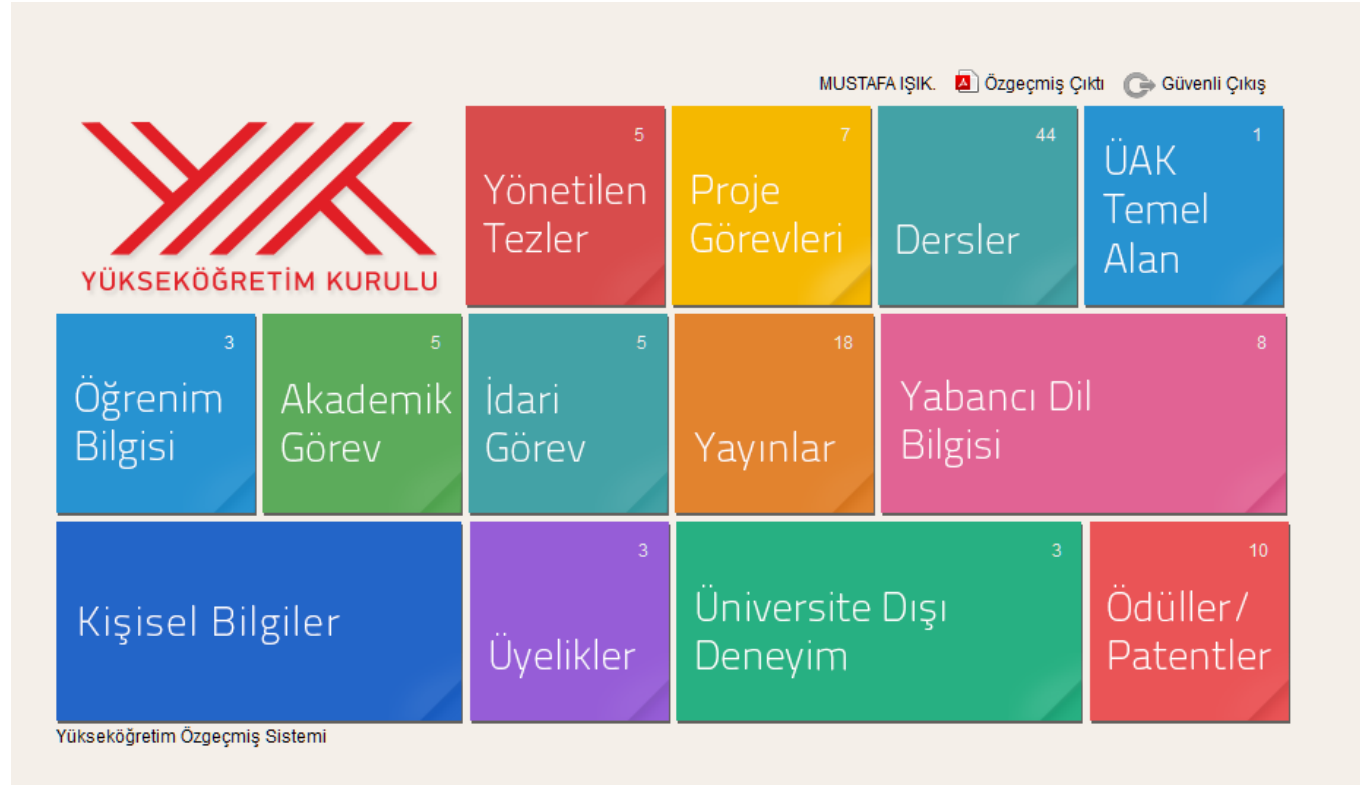 MUSTAFA IŞIK. Özgeçmiş Çıktı Güvenli Çıkış
YÜKSEKÖĞRETİM KURULU
5
Yönetilen
Tezler
7
Proje
Görevleri
44
Dersler
1
ÜAK
Temel
Alan
3
Öğrenim
Bilgisi
5
Akademik
Görev
5
İdari
Görev
18
Yayınlar
8
Yabancı Dil
Bilgisi
Kişisel Bilgiler
3
Üyelikler
3
Üniversite Dışı
Deneyim
10
Ödüller/
Patentler
Yükseköğretim Özgeçmiş Sistemi